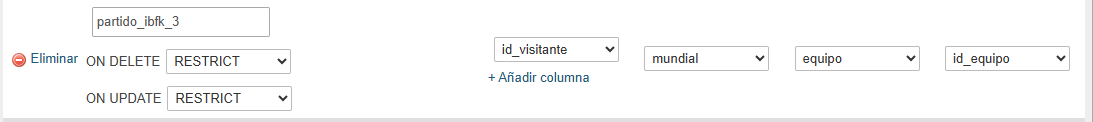 partido_ibfk_3
Eliminar ON DELETE RESTRICT id_visitante mundial equipo id_equipo
+ Añadir columna
ON UPDATE RESTRICT